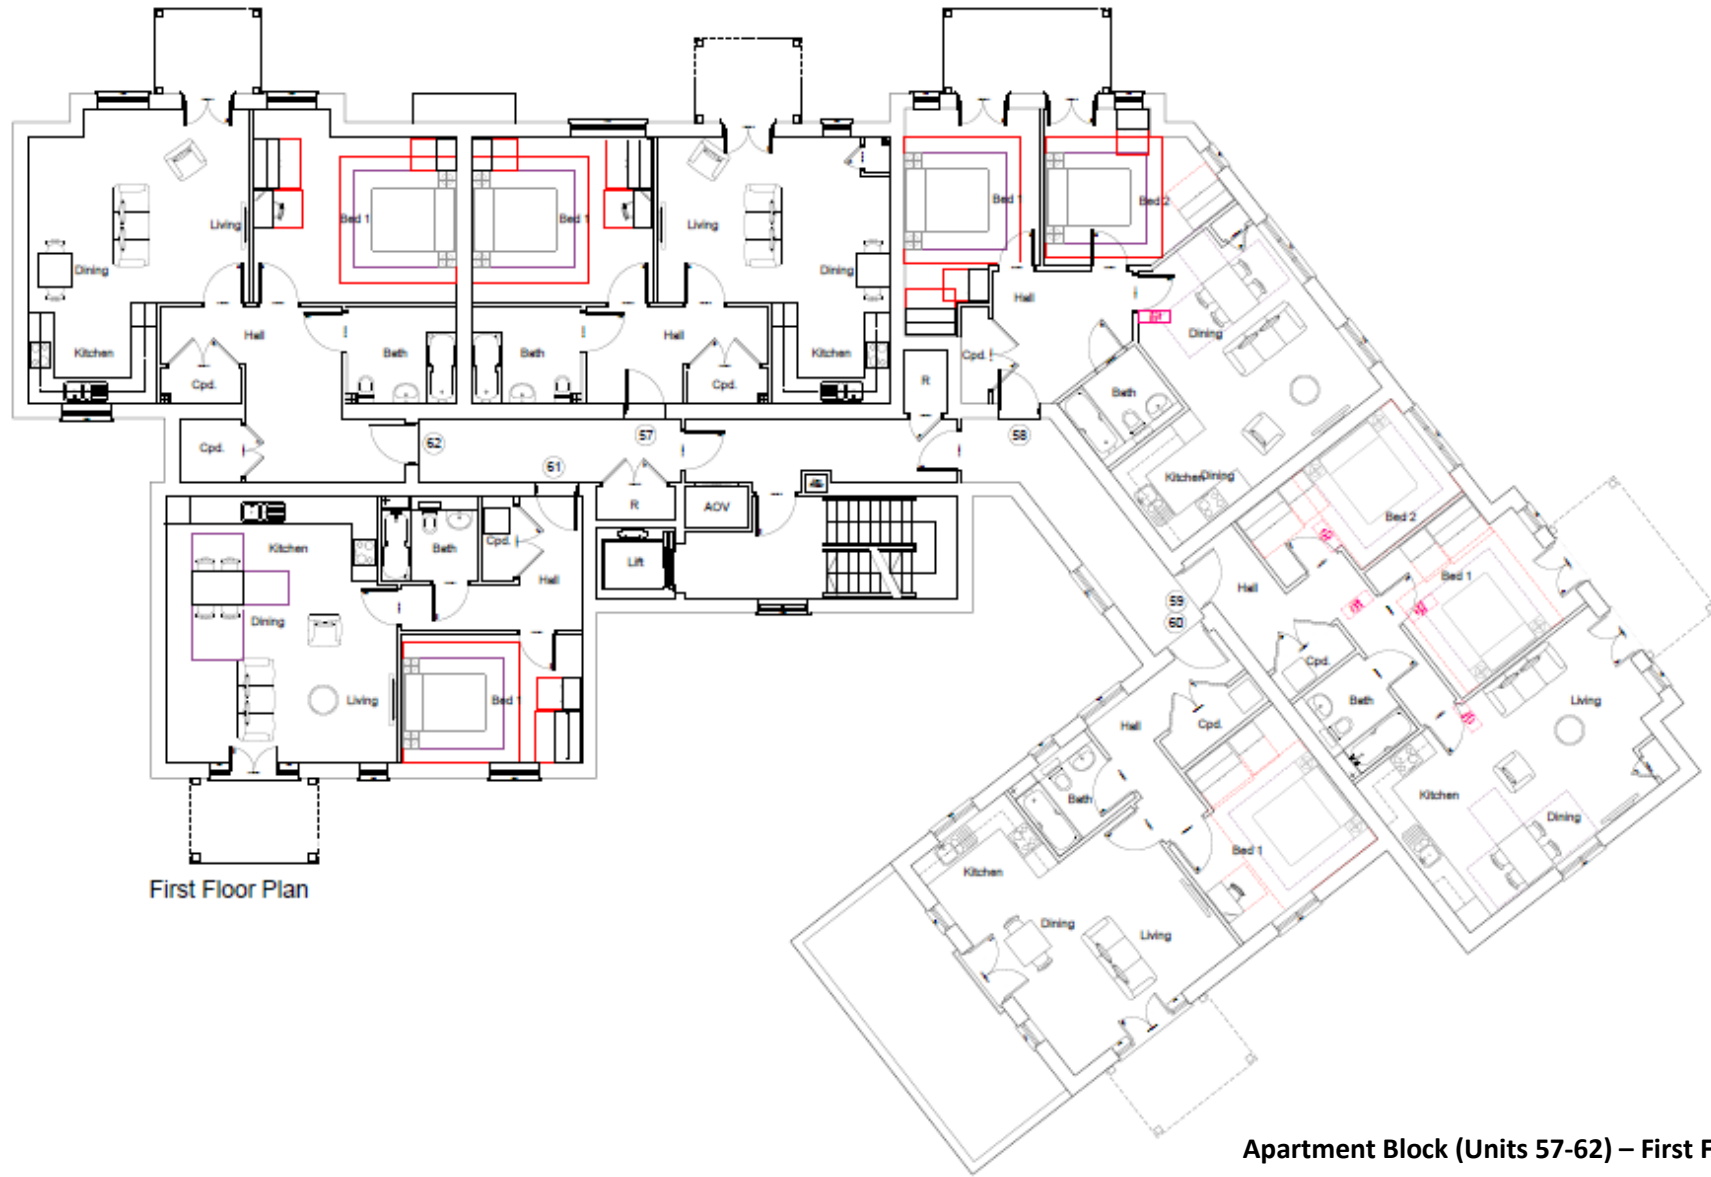 Living
Bed 1
Bed 1
Living
Bed 1
Bed 2
Dining
Dining
Hall
Dining
Kitchen
Hall
Bath
Bath
Hall
Kitchen
Cpd.
Cpd.
Cpd.
R
Bath
Cpd.
62
57
58
61
Kitchen
Dining
R
AOV
Kitchen
Bath
Cpd.
Lift
Hall
Bed 2
Bed 1
Hall
59
60
Dining
Living
Bed 1
Cpd.
Bath
Living
Hall
Cpd.
Bath
Kitchen
Dining
Bed 1
Kitchen
Dining
Living
First Floor Plan
Apartment Block (Units 57-62) – First F